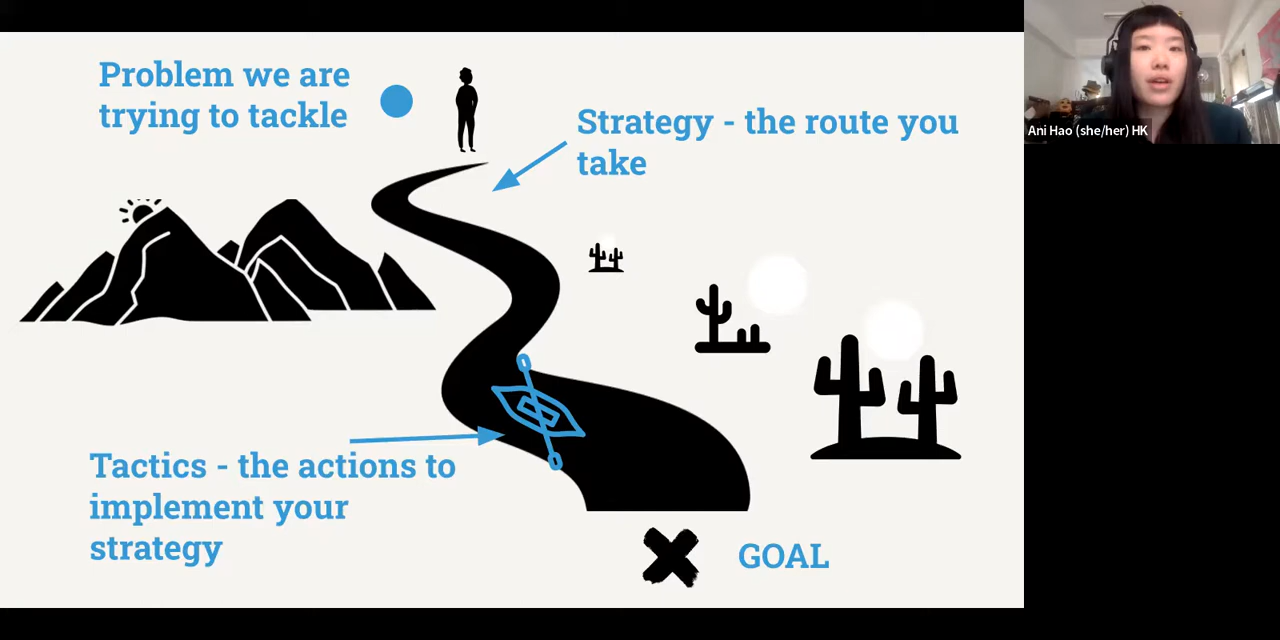 Problem we are
trying to tackle
Strategy - the route you
take
Ani Hao (she/her) HK
Tactics - the actions to
implement your
strategy
GOAL